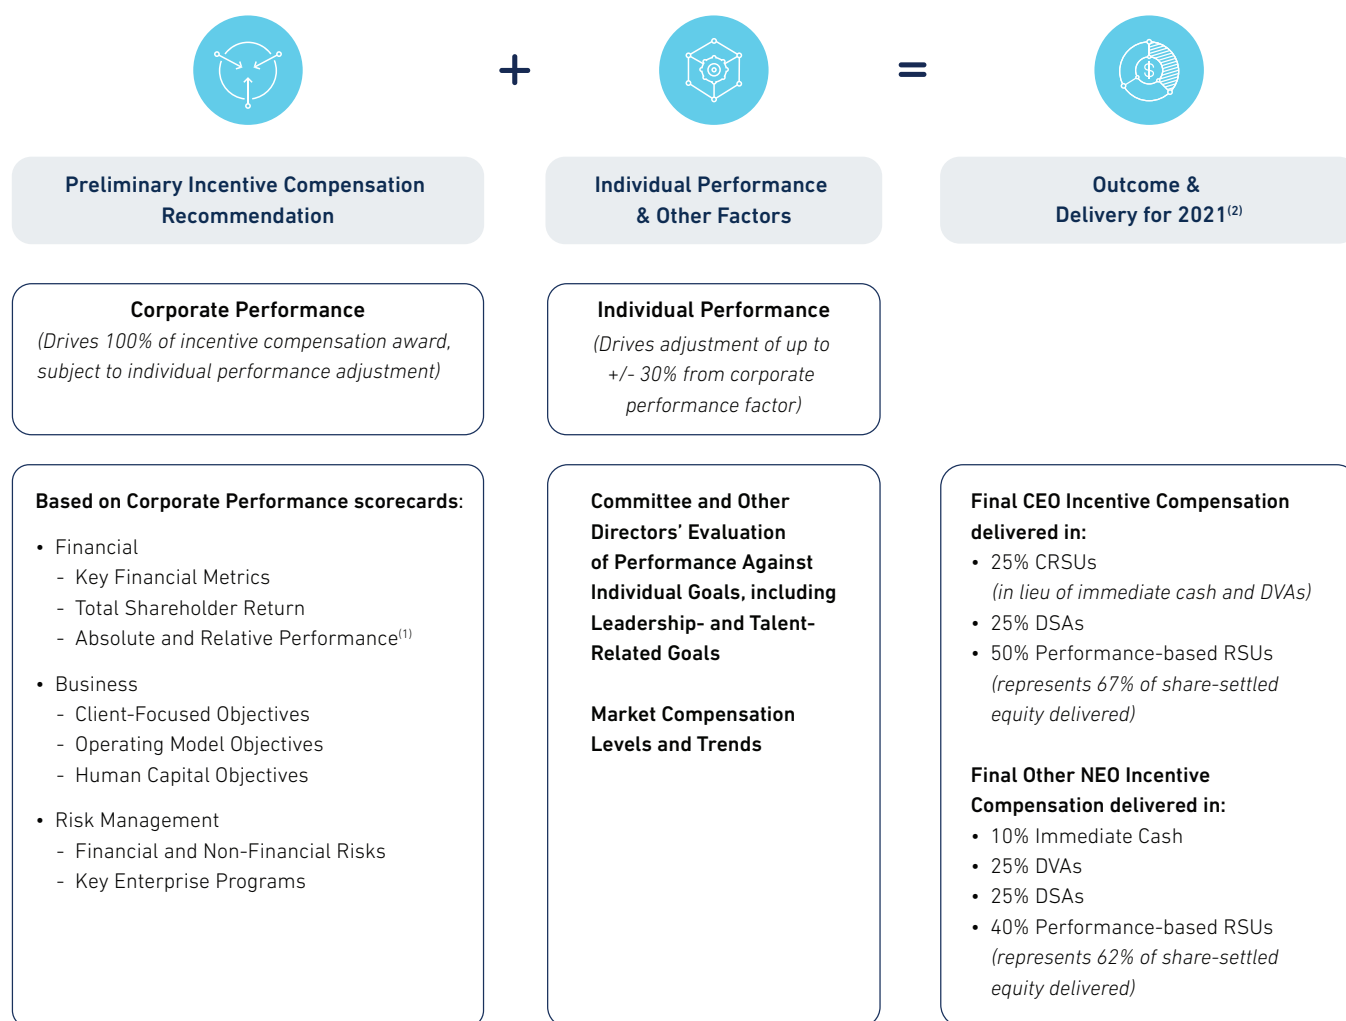 +
=
$
Preliminary Incentive Compensation
Recommendation
Individual Performance
& Other Factors
Outcome &
Delivery for 2021(2)
Corporate Performance
(Drives 100% of incentive compensation award,
subject to individual performance adjustment)
Individual Performance
(Drives adjustment of up to
+/- 30% from corporate
performance factor)
Based on Corporate Performance scorecards:
• Financial
- Key Financial Metrics
- Total Shareholder Return
- Absolute and Relative Performance(1)
• Business
- Client-Focused Objectives
- Operating Model Objectives
- Human Capital Objectives
• Risk Management
- Financial and Non-Financial Risks
- Key Enterprise Programs
Committee and Other
Directors’ Evaluation
of Performance Against
Individual Goals, including
Leadership- and Talent-
Related Goals
Market Compensation
Levels and Trends
Final CEO Incentive Compensation
delivered in:
• 25% CRSUs
(in lieu of immediate cash and DVAs)
• 25% DSAs
• 50% Performance-based RSUs
(represents 67% of share-settled
equity delivered)
Final Other NEO Incentive
Compensation delivered in:
• 10% Immediate Cash
• 25% DVAs
• 25% DSAs
• 40% Performance-based RSUs
(represents 62% of share-settled
equity delivered)